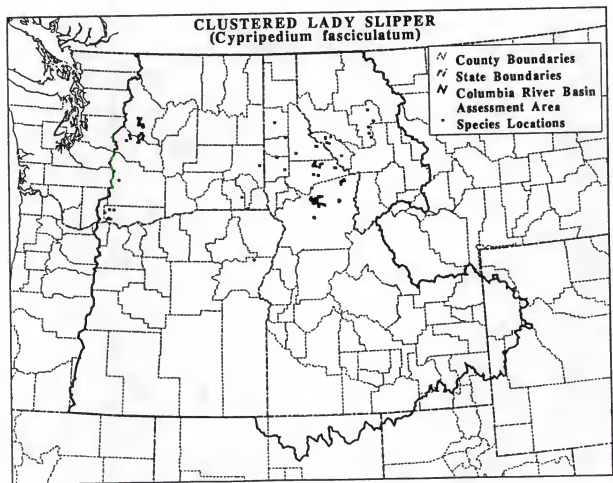 CLUSTERED LADY SLIPPER
(Cypripedium fasciculatum)
County Boundaries
State Boundaries
Columbia River Basin
Assessment Area
Species Locations